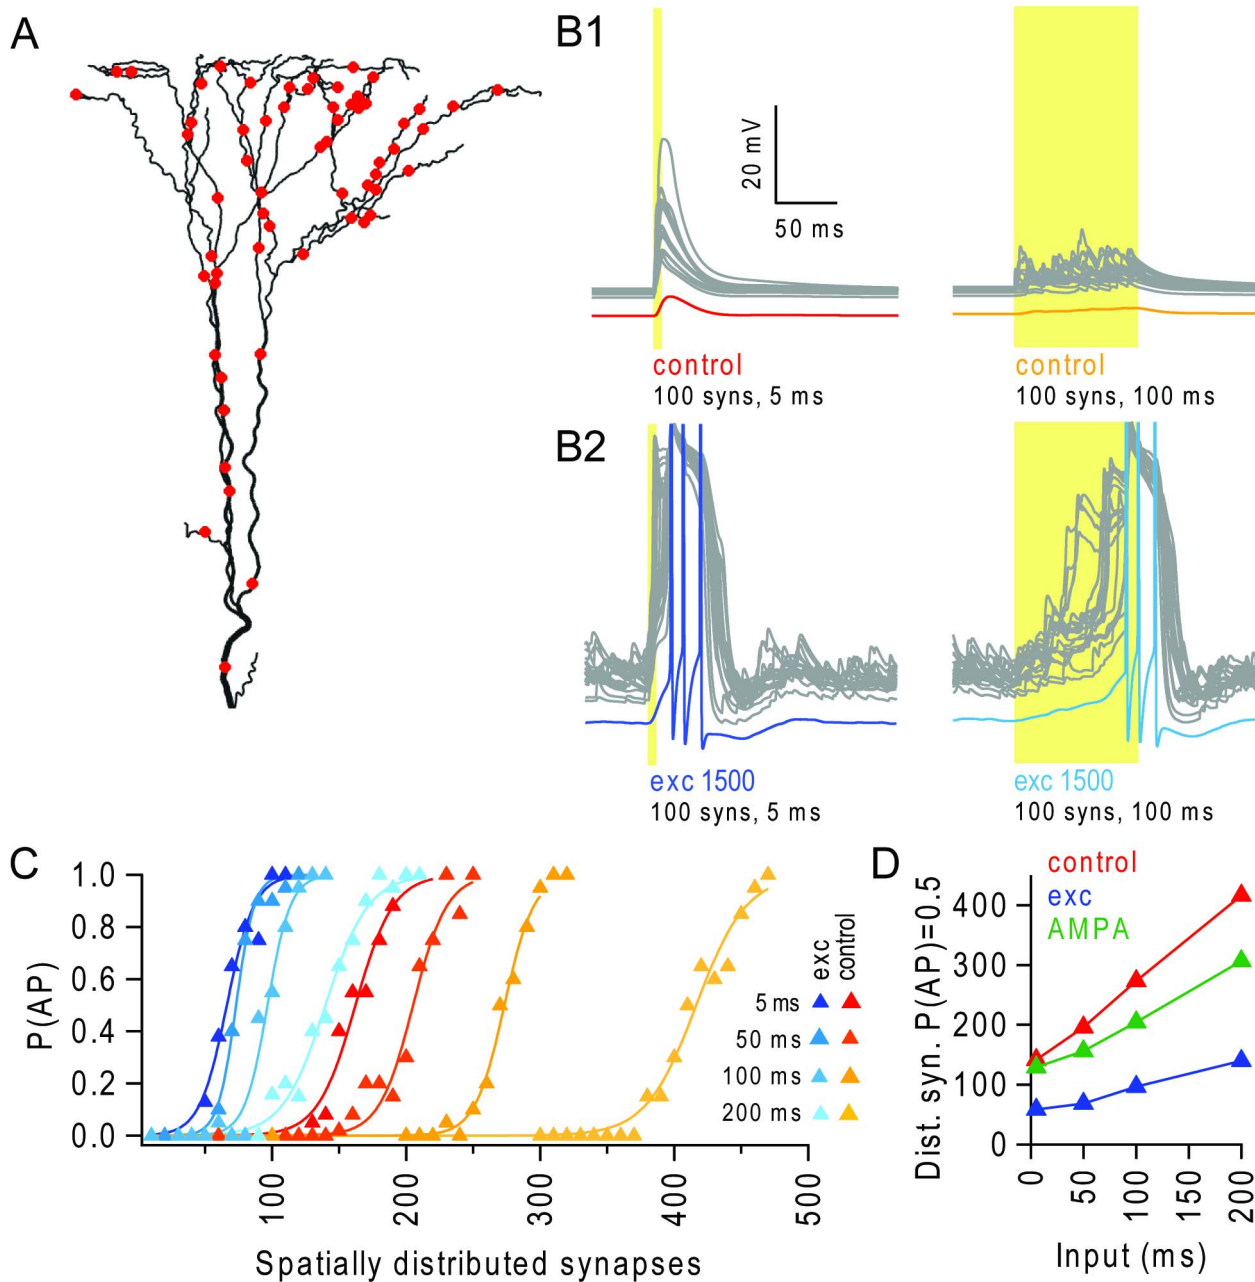 A
B1
20 mV
50 ms
control
100 syns, 5 ms
control
100 syns, 100 ms
B2
exc 1500
100 syns, 5 ms
exc 1500
100 syns, 100 ms
C
P(AP)
1.0
0.8
0.6
0.4
0.2
0.0
100
200
300
400
500
Spatially distributed synapses
exc
control
5 ms
50 ms
100 ms
200 ms
D
control
exc
AMPA
Dist. syn. P(AP)=0.5
400
300
200
100
0
0
50
100
150
200
Input (ms)